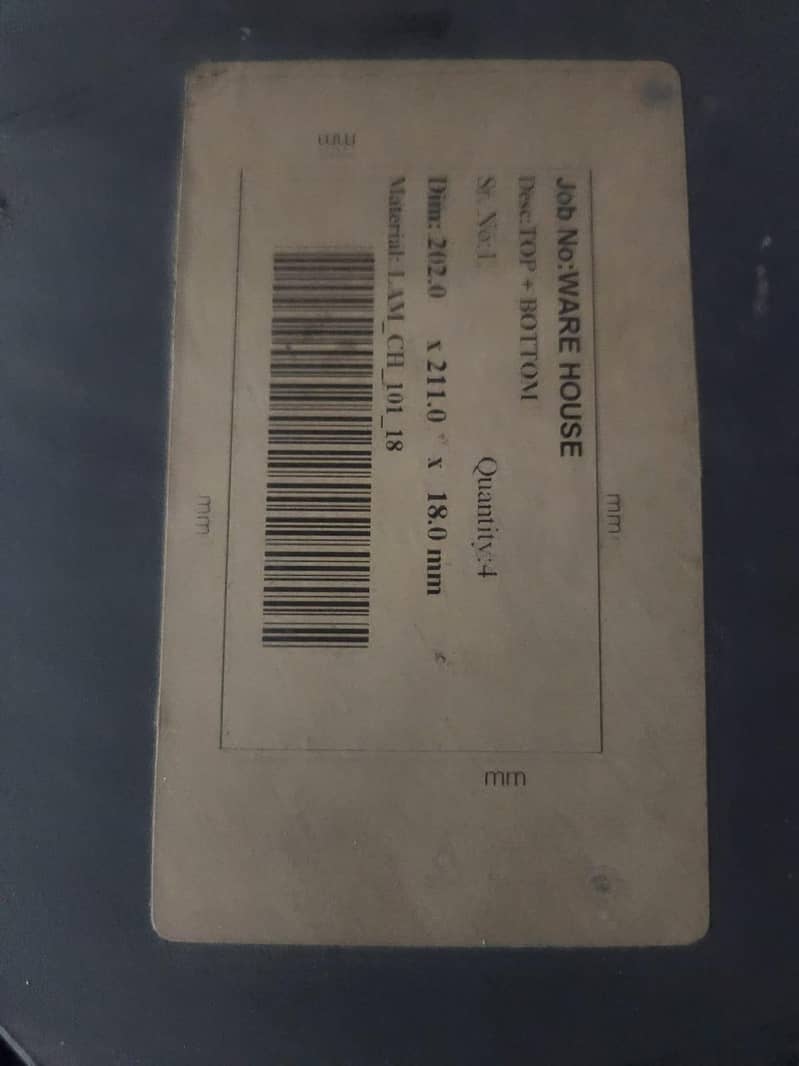 mm
Job No:WARE HOUSE
Desc:TOP + BOTTOM
Sr. No:1 Quantity:4
Dim: 202.0 x 211.0 x 18.0 mm
Material: LAM_CH_101_18
mm
mm
mm